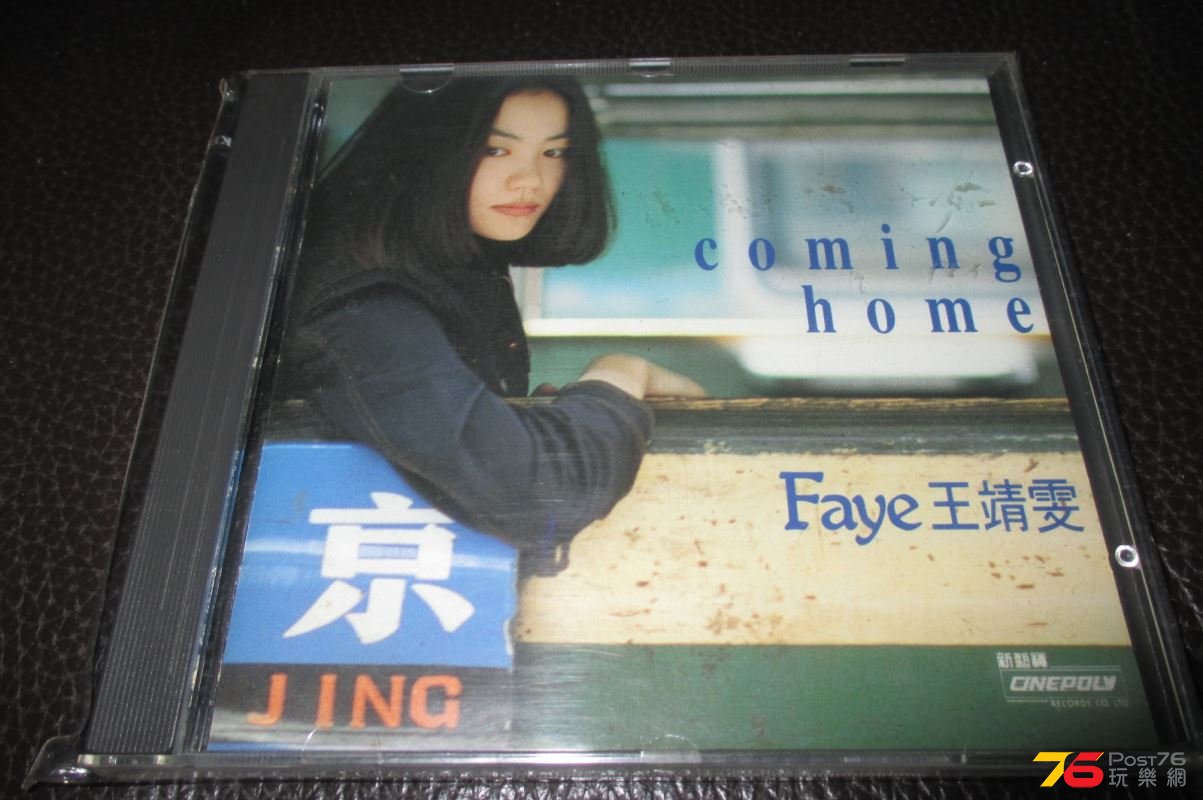 coming
home
Faye 王靖雯
京
JING
新藝寶
CINEPOLY
RECORDS CO. LTD
76 Post76
玩樂網